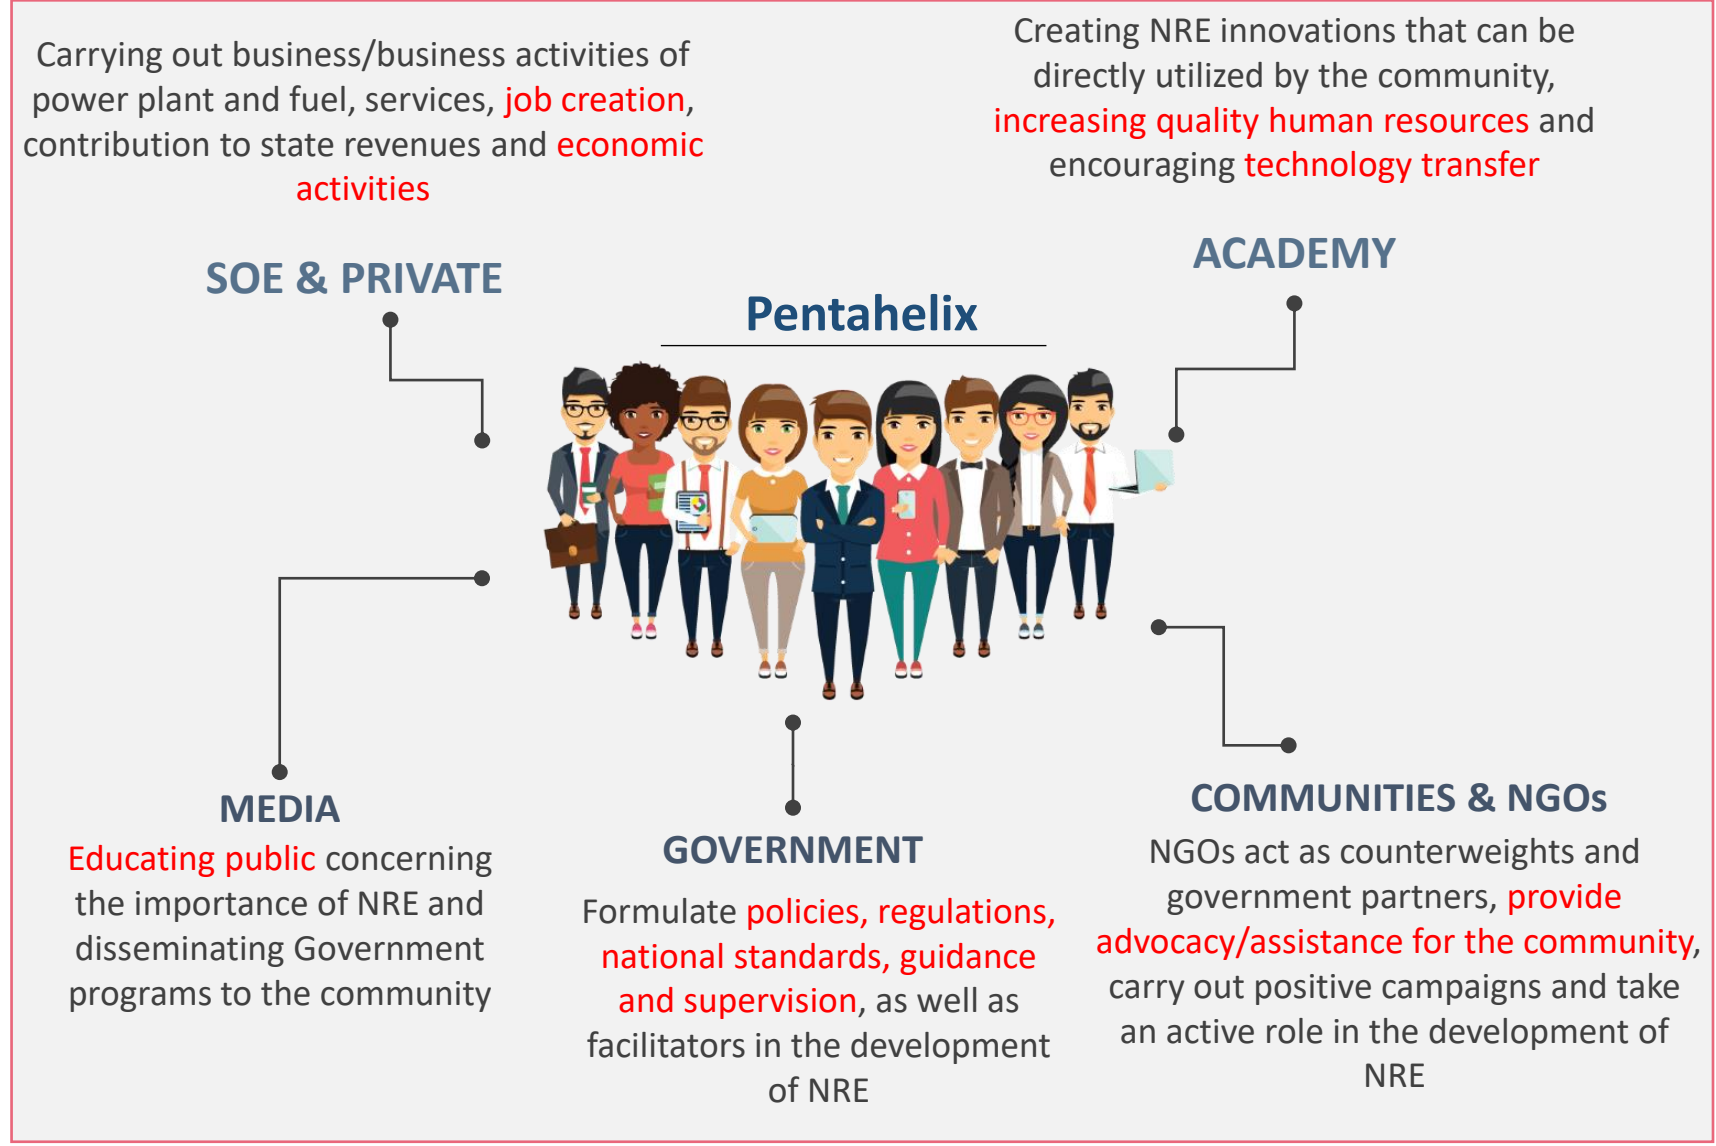 Carrying out business/business activities of
power plant and fuel, services, job creation,
contribution to state revenues and economic
activities
SOE & PRIVATE
Creating NRE innovations that can be
directly utilized by the community,
increasing quality human resources and
encouraging technology transfer
ACADEMY
Pentahelix
MEDIA
Educating public concerning
the importance of NRE and
disseminating Government
programs to the community
GOVERNMENT
Formulate policies, regulations,
national standards, guidance
and supervision, as well as
facilitators in the development
of NRE
COMMUNITIES & NGOs
NGOs act as counterweights and
government partners, provide
advocacy/assistance for the community,
carry out positive campaigns and take
an active role in the development of
NRE